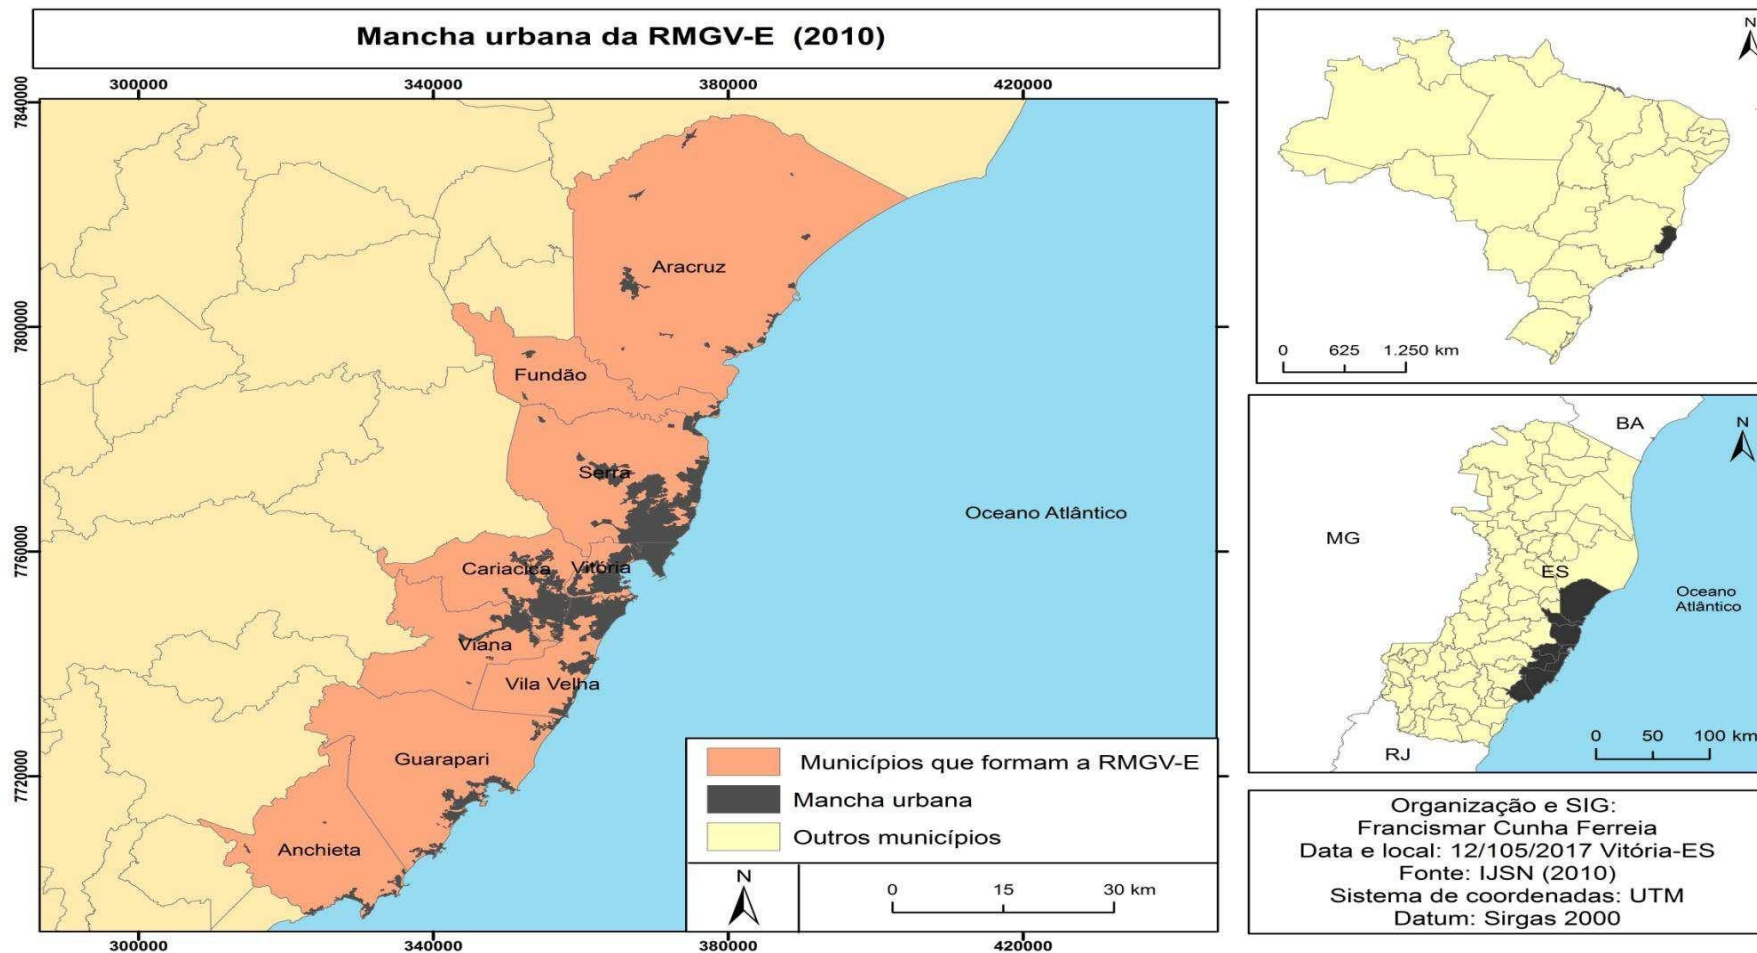 Mancha urbana da RMGV-E (2010)
300000
340000
380000
420000
7840000
7800000
7760000
7720000
Aracruz
Fundão
Serra
Cariacica
Vitória
Viana
Vila Velha
Guarapari
Anchieta
Oceano Atlântico
Municípios que formam a RMGV-E
Mancha urbana
Outros municípios
N
0 15 30 km
300000
340000
380000
420000
N
0 625 1.250 km
BA
N
MG
ES
Oceano
Atlântico
0 50 100 km
RJ
Organização e SIG:
Francismar Cunha Ferreia
Data e local: 12/105/2017 Vitória-ES
Fonte: IJSN (2010)
Sistema de coordenadas: UTM
Datum: Sirgas 2000